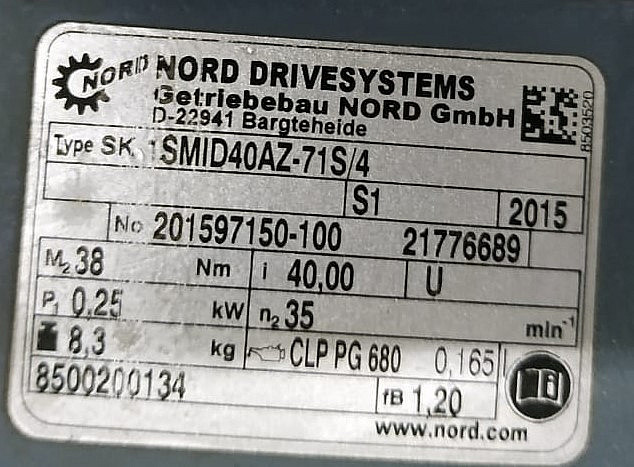 NORD NORD DRIVESYSTEMS
Getriebebau NORD GmbH
D-22941 Bargteheide
8503520
Type SK 1SMID40AZ-71S/4
S1 2015
No 201597150-100 21776689
M2 38 Nm i 40,00 U
P1 0,25 kW n2 35 min-1
8,3 kg CLP PG 680 0,165 l
8500200134 fB 1,20
www.nord.com